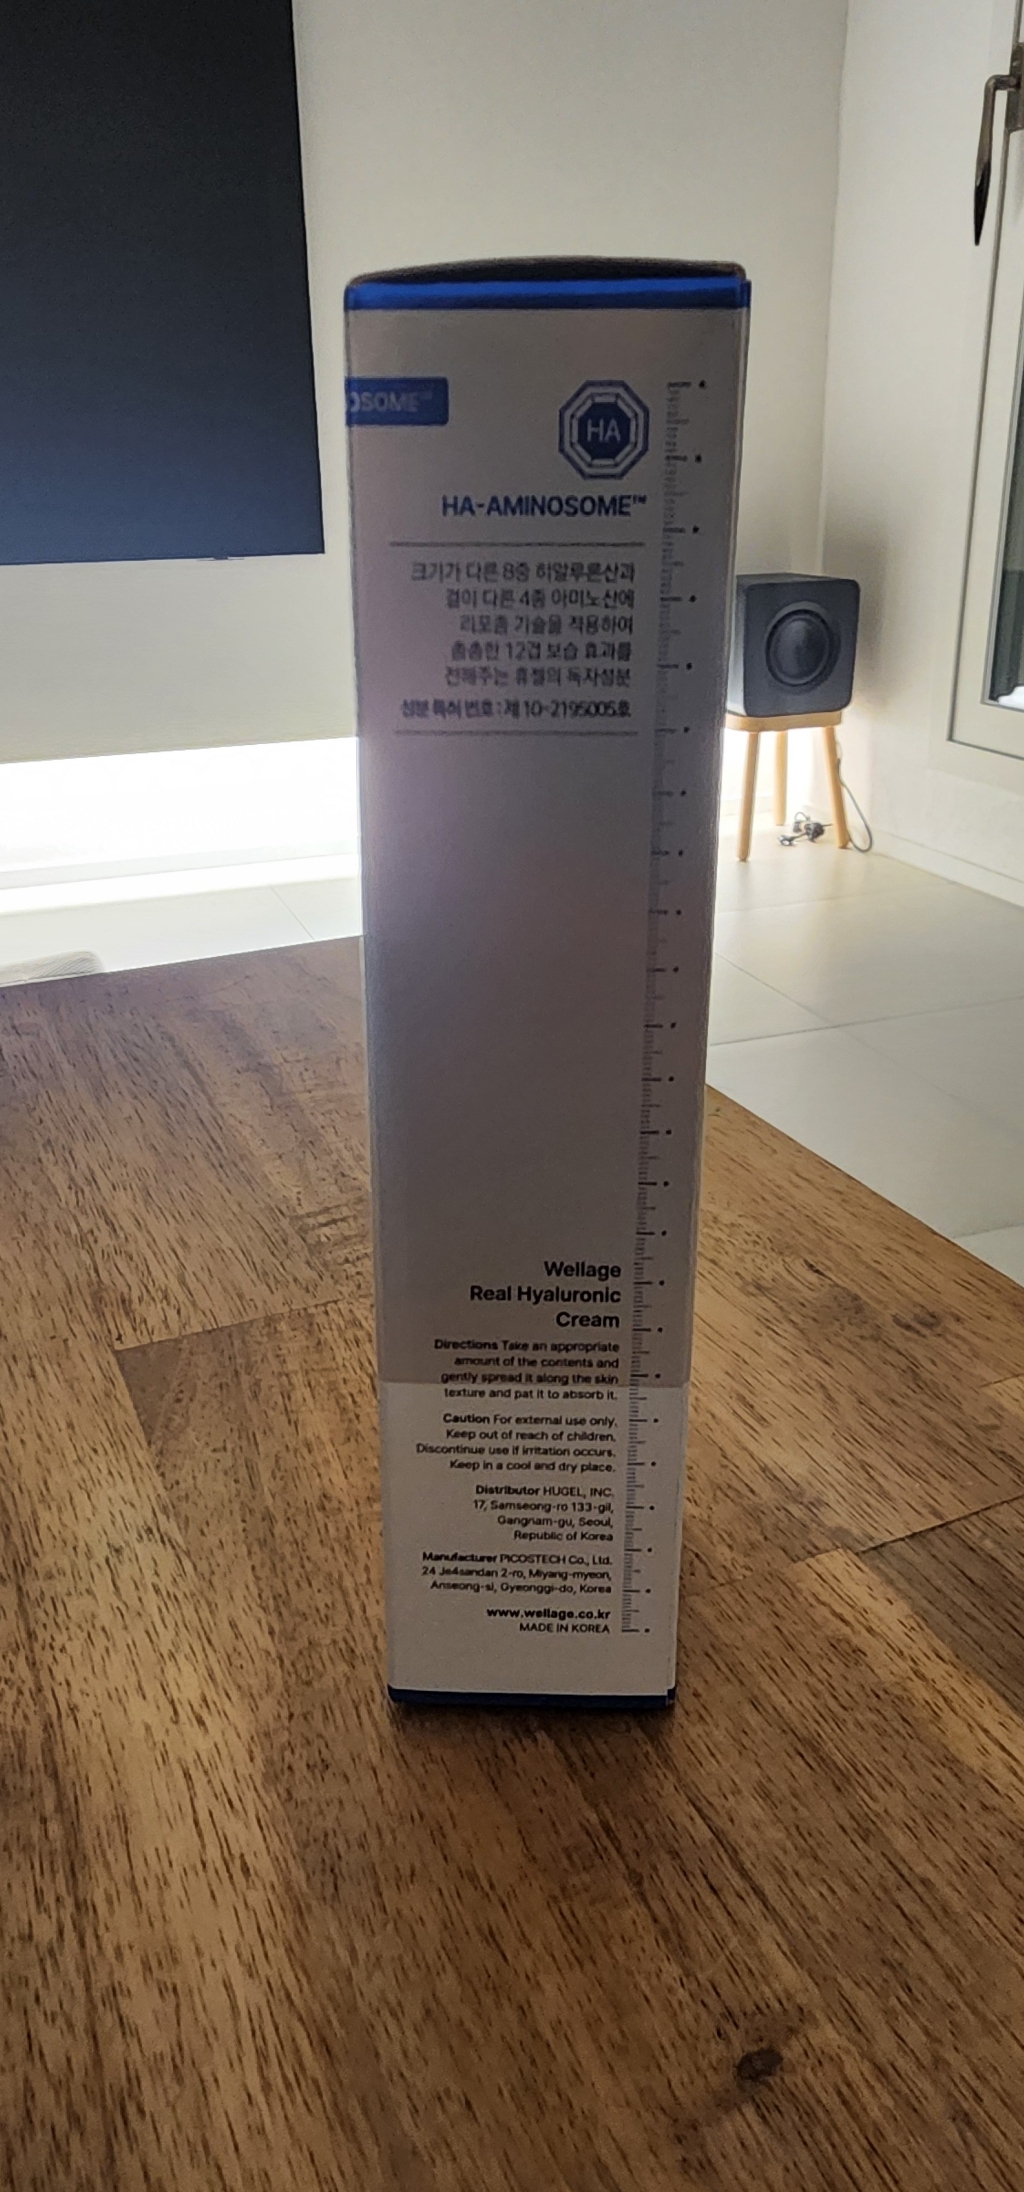 OSOME™
HA
HA-AMINOSOME™
크기가 다른 8종 히알루론산과
결이 다른 4종 아미노산에
리포좀 기술을 적용하여
촘촘한 12겹 보습 효과를
전해주는 휴젤의 독자성분
성분 특허 번호 : 제 10-2195005호
Wellage
Real Hyaluronic
Cream
Directions Take an appropriate
amount of the contents and
gently spread it along the skin
texture and pat it to absorb it.
Caution For external use only.
Keep out of reach of children.
Discontinue use if irritation occurs.
Keep in a cool and dry place.
Distributor HUGEL, INC.
17, Samseong-ro 133-gil,
Gangnam-gu, Seoul,
Republic of Korea
Manufacturer PICOSTECH Co., Ltd.
24 Je4sandan 2-ro, Miyang-myeon,
Anseong-si, Gyeonggi-do, Korea
www.wellage.co.kr
MADE IN KOREA